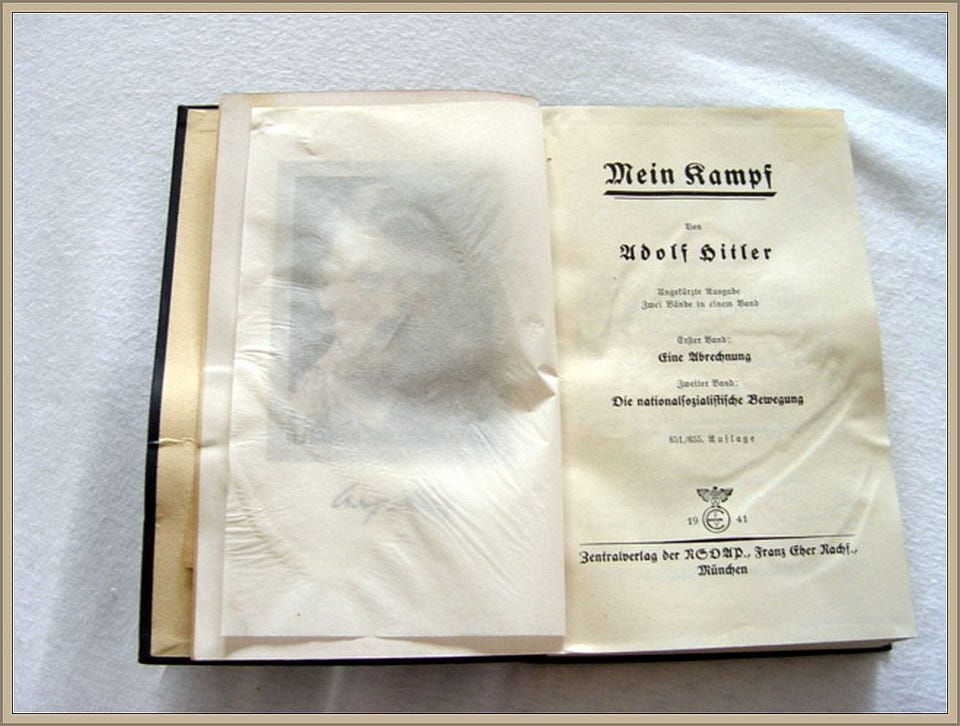 Mein Kampf
Von
Adolf Hitler
Ungekürzte Ausgabe
Zwei Bände in einem Band
Erster Band:
Eine Abrechnung
Zweiter Band:
Die nationalsozialistische Bewegung
651./655. Auflage
19 41
Zentralverlag der NSDAP., Franz Eher Nachf.,
München